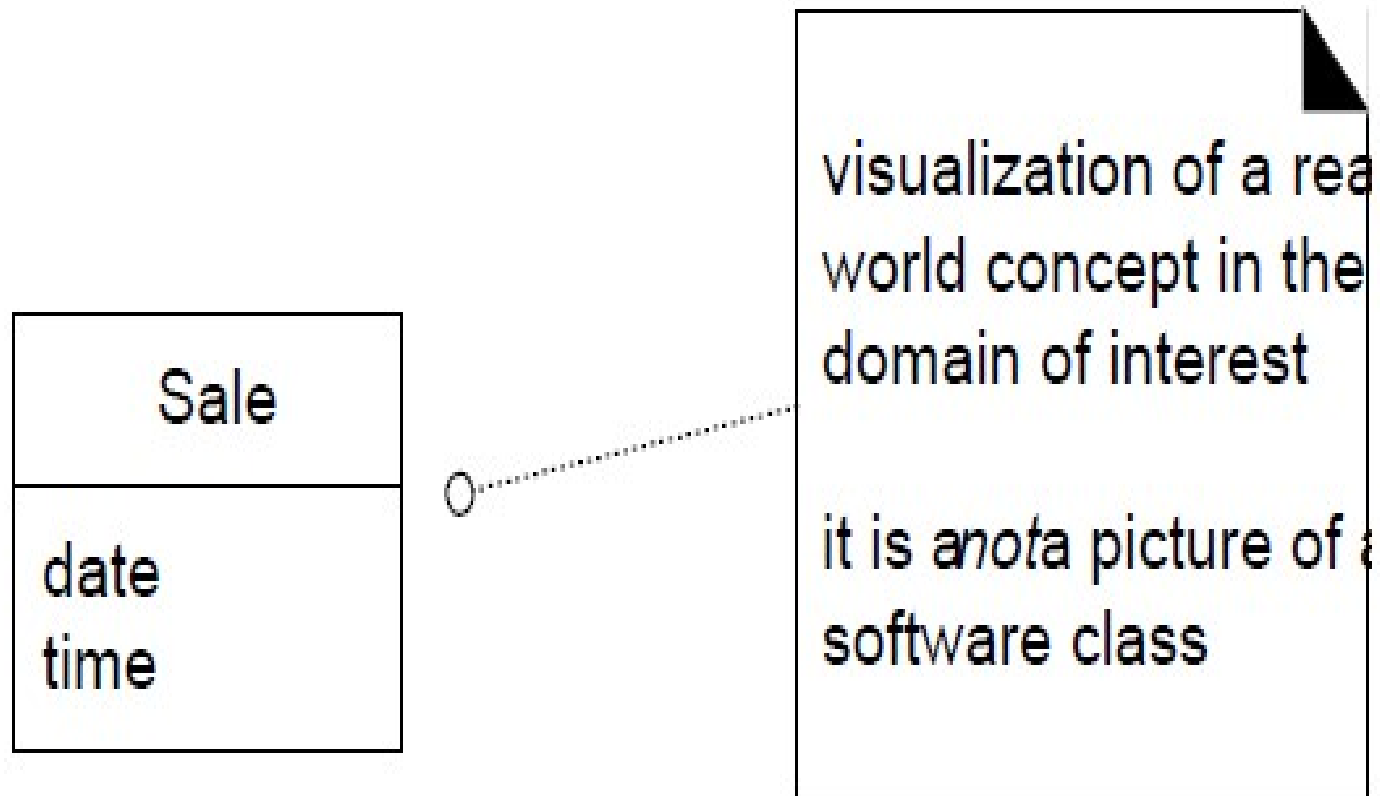 Sale
date
time
visualization of a rea
world concept in the
domain of interest
it is anota picture of a
software class